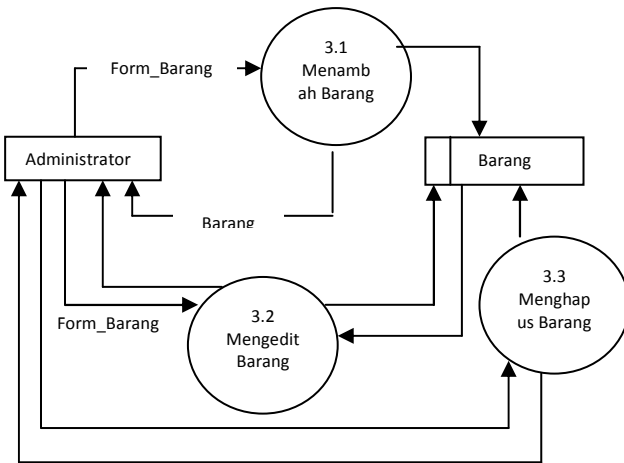 3.1
Menamb
ah Barang
Form_Barang
Administrator
Barang
Barang
3.3
Menghap
us Barang
3.2
Mengedit
Barang
Form_Barang